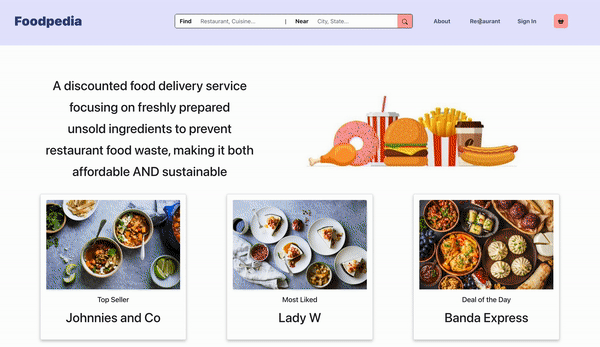 Foodpedia
Find Restaurant, Cuisine... | Near City, State...
About Restaurant Sign In
A discounted food delivery service
focusing on freshly prepared
unsold ingredients to prevent
restaurant food waste, making it both
affordable AND sustainable
Top Seller
Johnnies and Co
Most Liked
Lady W
Deal of the Day
Banda Express